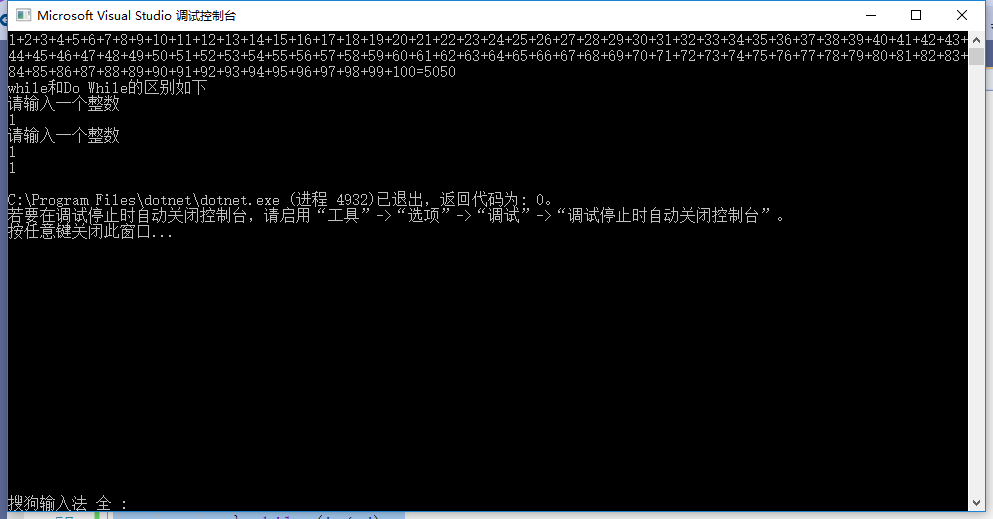 Microsoft Visual Studio 调试控制台
1+2+3+4+5+6+7+8+9+10+11+12+13+14+15+16+17+18+19+20+21+22+23+24+25+26+27+28+29+30+31+32+33+34+35+36+37+38+39+40+41+42+43+
44+45+46+47+48+49+50+51+52+53+54+55+56+57+58+59+60+61+62+63+64+65+66+67+68+69+70+71+72+73+74+75+76+77+78+79+80+81+82+83+
84+85+86+87+88+89+90+91+92+93+94+95+96+97+98+99+100=5050
while和Do While的区别如下
请输入一个整数
1
请输入一个整数
1
1
C:\Program Files\dotnet\dotnet.exe (进程 4932)已退出，返回代码为: 0。
若要在调试停止时自动关闭控制台，请启用“工具”->“选项”->“调试”->“调试停止时自动关闭控制台”。
按任意键关闭此窗口...
搜狗输入法 全 :